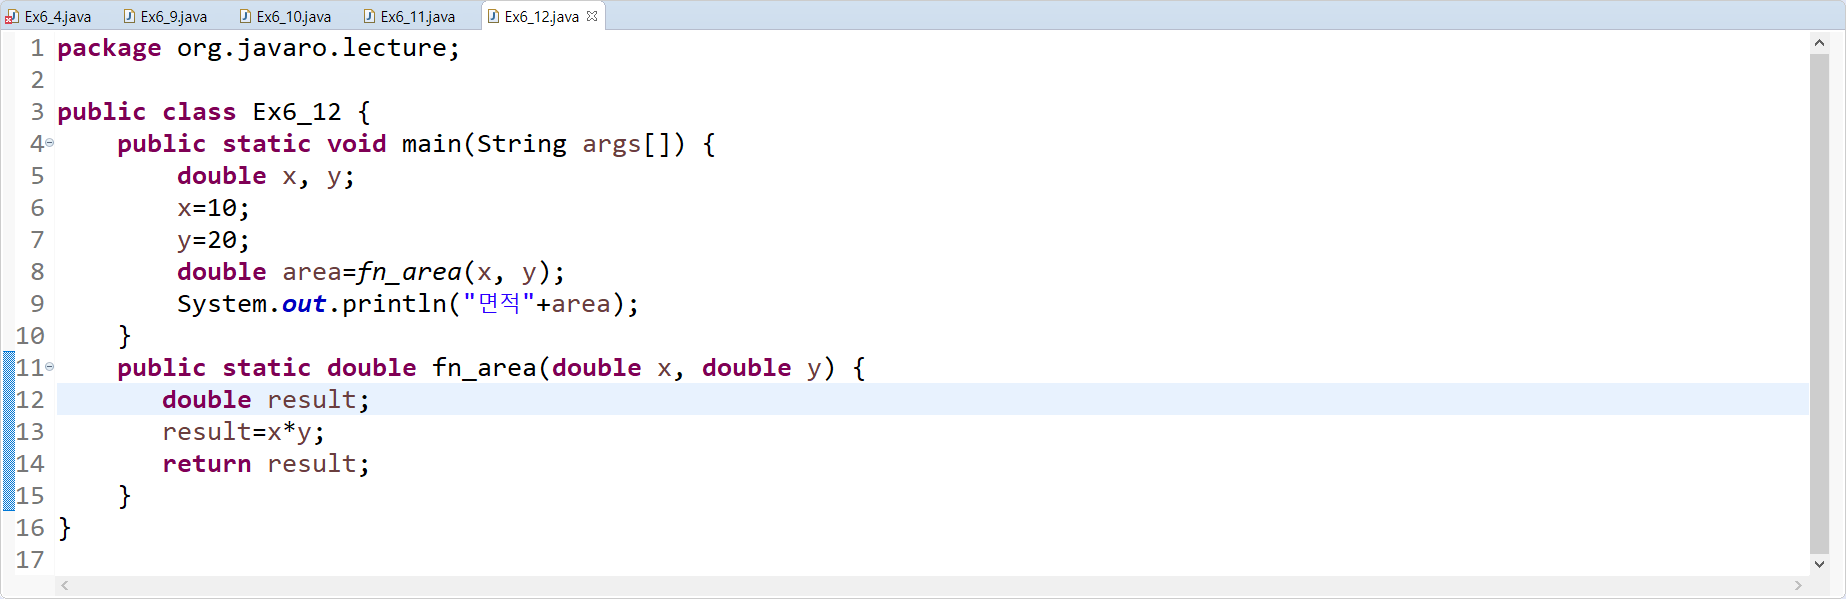 Ex6_4.java Ex6_9.java Ex6_10.java Ex6_11.java Ex6_12.java
1 package org.javaro.lecture;
2
3 public class Ex6_12 {
4     public static void main(String args[]) {
5         double x, y;
6         x=10;
7         y=20;
8         double area=fn_area(x, y);
9         System.out.println("면적"+area);
10     }
11     public static double fn_area(double x, double y) {
12        double result;
13        result=x*y;
14        return result;
15     }
16 }
17